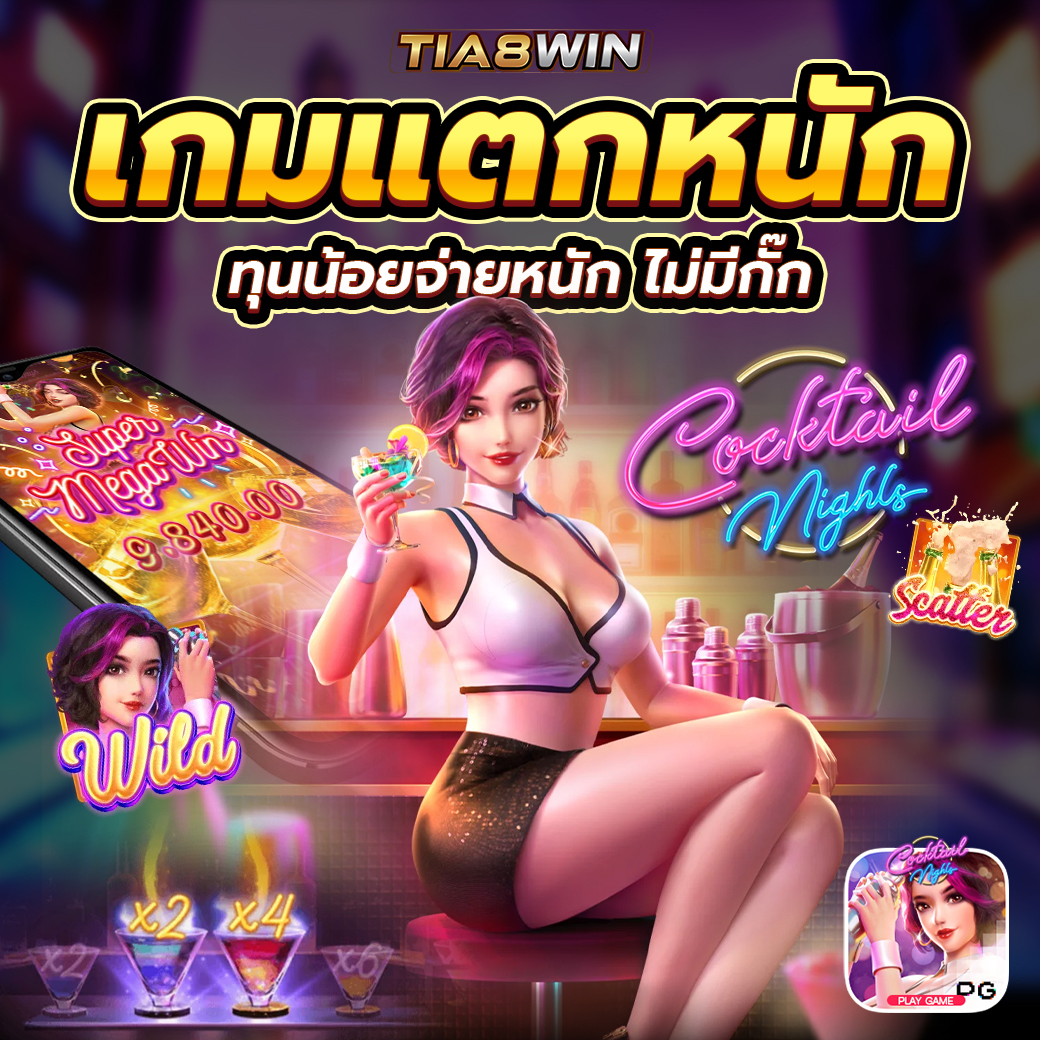 TIA8WIN
เกมแตกหนัก
ทุนน้อยจ่ายหนัก ไม่มีกั๊ก
Cocktail
Nights
Super
Mega Win
9,840.00
Scatter
Wild
x2 x2 x4 x6
Cocktail
Nights
PG
PLAY GAME